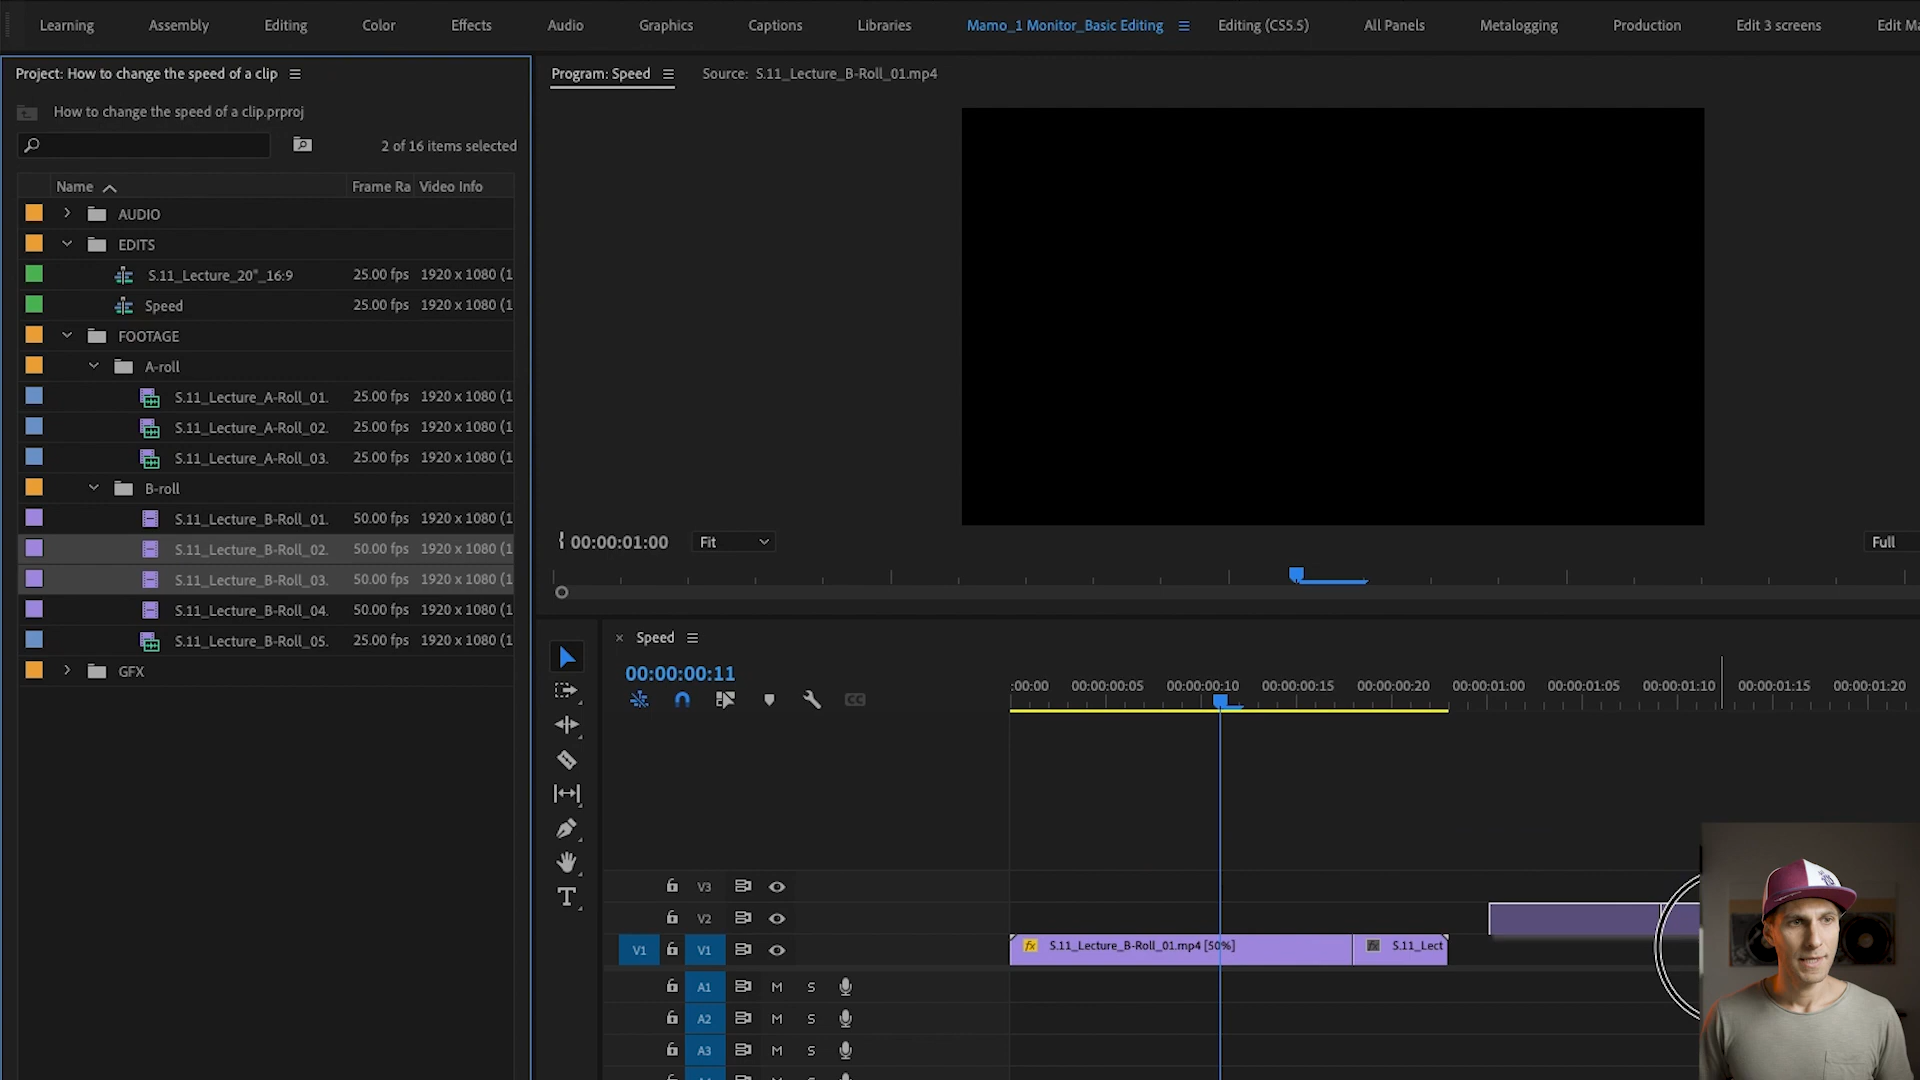 Learning Assembly Editing Color Effects Audio Graphics Captions Libraries Mamo_1 Monitor_Basic Editing Editing (CS5.5) All Panels Metalogging Production Edit 3 screens Edit Ma
Project: How to change the speed of a clip
Program: Speed Source: S.11_Lecture_B-Roll_01.mp4
How to change the speed of a clip.prproj
2 of 16 items selected
Name Frame Ra Video Info
AUDIO
EDITS
S.11_Lecture_20"_16:9 25.00 fps 1920 x 1080 (1
Speed 25.00 fps 1920 x 1080 (1
FOOTAGE
A-roll
S.11_Lecture_A-Roll_01. 25.00 fps 1920 x 1080 (1
S.11_Lecture_A-Roll_02. 25.00 fps 1920 x 1080 (1
S.11_Lecture_A-Roll_03. 25.00 fps 1920 x 1080 (1
B-roll
S.11_Lecture_B-Roll_01. 50.00 fps 1920 x 1080 (1
S.11_Lecture_B-Roll_02. 50.00 fps 1920 x 1080 (1
S.11_Lecture_B-Roll_03. 50.00 fps 1920 x 1080 (1
S.11_Lecture_B-Roll_04. 50.00 fps 1920 x 1080 (1
S.11_Lecture_B-Roll_05. 25.00 fps 1920 x 1080 (1
GFX
00:00:01:00 Fit Full
Speed
00:00:00:11
:00:00 00:00:00:05 00:00:00:10 00:00:00:15 00:00:00:20 00:00:01:00 00:00:01:05 00:00:01:10 00:00:01:15 00:00:01:20
CC
V3
V2
V1 V1 fx S.11_Lecture_B-Roll_01.mp4 [50%] fx S.11_Lect
A1 M S
A2 M S
A3 M S